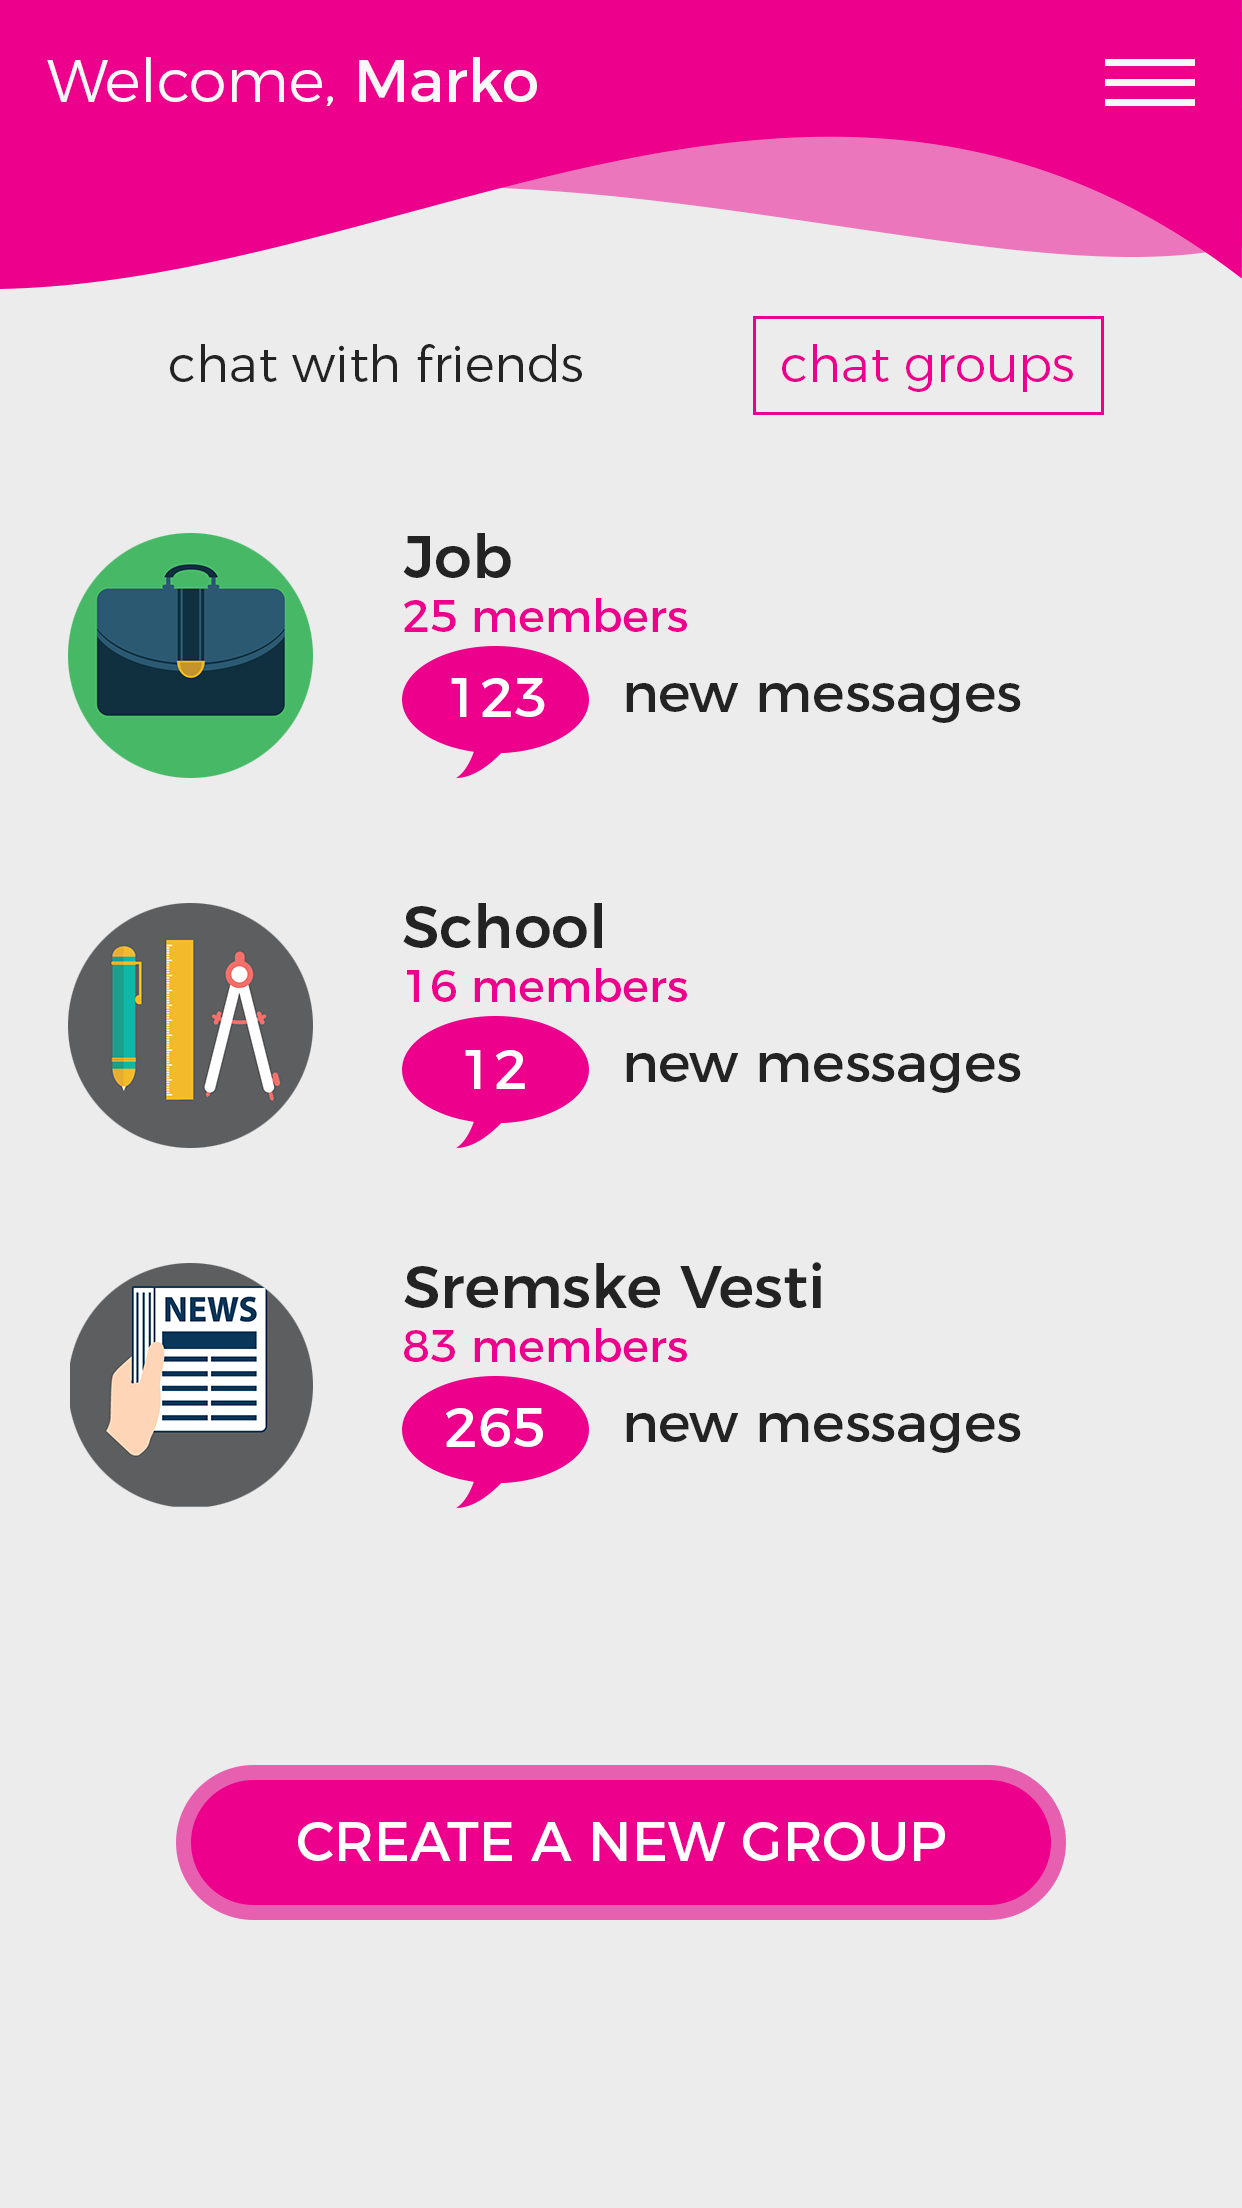 Welcome, Marko
chat with friends
chat groups
Job
25 members
123 new messages
School
16 members
12 new messages
NEWS
Sremske Vesti
83 members
265 new messages
CREATE A NEW GROUP